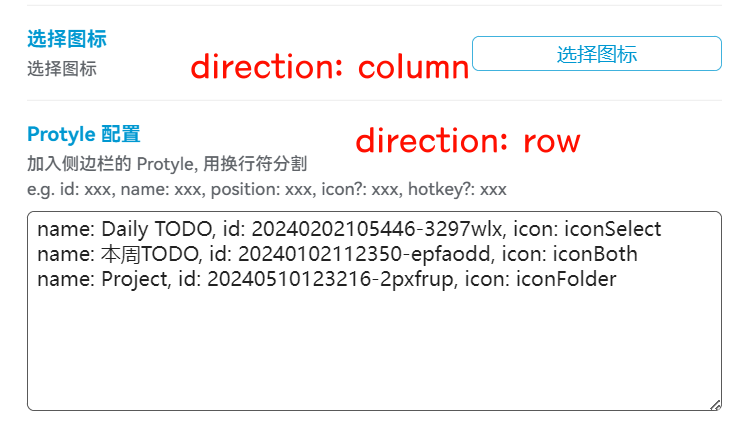 选择图标
选择图标
direction: column
选择图标
Protyle 配置
direction: row
加入侧边栏的 Protyle, 用换行符分割
e.g. id: xxx, name: xxx, position: xxx, icon?: xxx, hotkey?: xxx
name: Daily TODO, id: 20240202105446-3297wlx, icon: iconSelect
name: 本周TODO, id: 20240102112350-epfaodd, icon: iconBoth
name: Project, id: 20240510123216-2pxfrup, icon: iconFolder